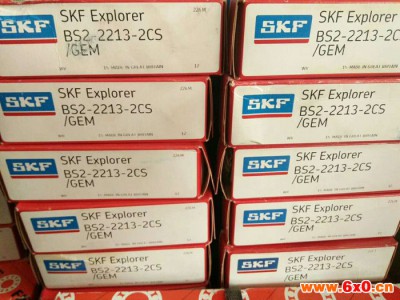 SKF
SKF Explorer
BS2-2213-2CS
/GEM
SKF
SKF Explorer
BS2-2213-2CS
/GEM
SKF
SKF Explorer
BS2-2213-2CS
/GEM
SKF
SKF Explorer
BS2-2213-2CS
/GEM
SKF
SKF Explorer
BS2-2213-2CS
/GEM
SKF
SKF Explorer
BS2-2213-2CS
/GEM
SKF
SKF Explorer
BS2-2213-2CS
/GEM
SKF
SKF Explorer
BS2-2213-2CS
/GEM
SKF
SKF Explorer
BS2-2213-2CS
/GEM
SKF
SKF Explorer
BS2-2213-2CS
/GEM
www.6x0.cn